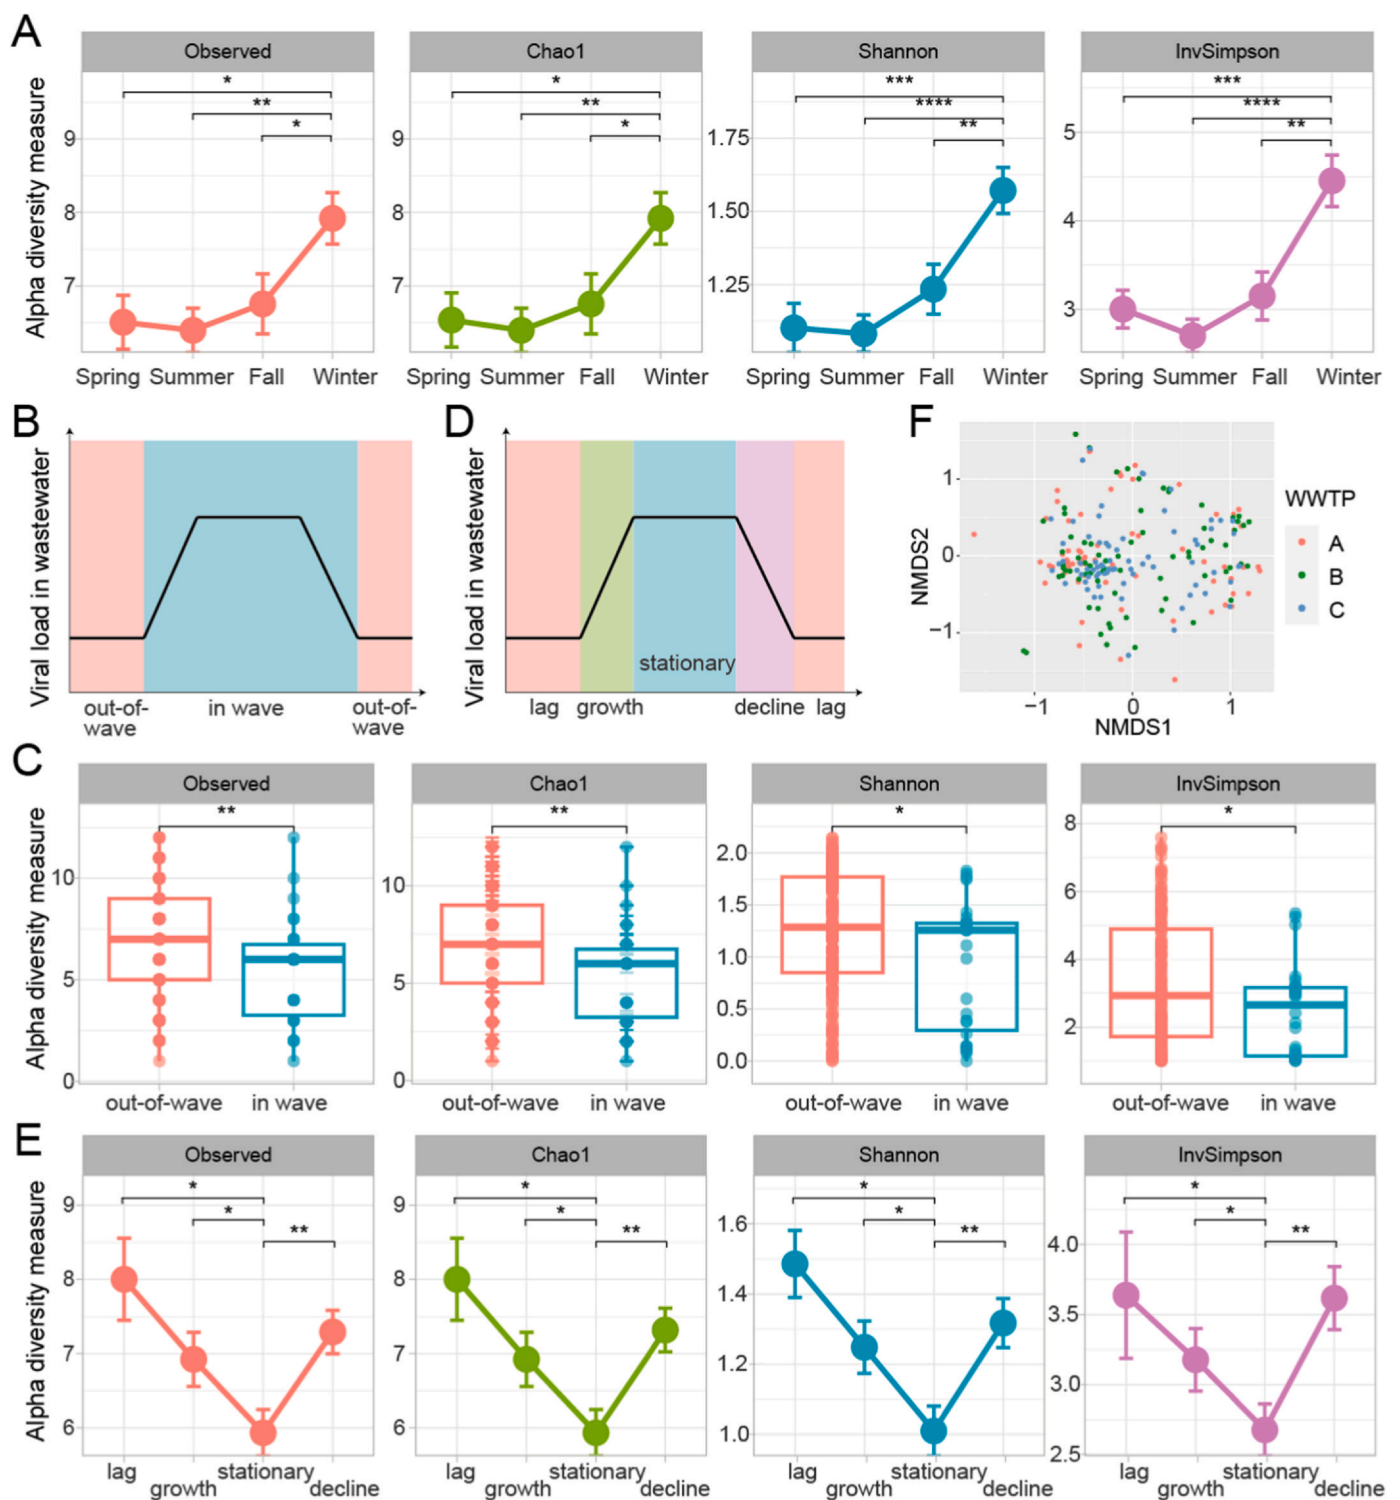 A
Observed
Chao1
Shannon
InvSimpson
Alpha diversity measure
*
**
*
*
**
*
***
****
**
***
****
**
9
8
7
9
8
7
1.75
1.50
1.25
5
4
3
Spring Summer Fall Winter
Spring Summer Fall Winter
Spring Summer Fall Winter
Spring Summer Fall Winter
B
Viral load in wastewater
out-of-
wave
in wave
out-of-
wave
D
Viral load in wastewater
stationary
lag growth decline lag
F
NMDS2
1
0
−1
−1 0 1
NMDS1
WWTP
A
B
C
C
Observed
Chao1
Shannon
InvSimpson
Alpha diversity measure
**
**
*
*
10
5
0
10
5
0
2.0
1.5
1.0
0.5
0.0
8
6
4
2
out-of-wave in wave
out-of-wave in wave
out-of-wave in wave
out-of-wave in wave
E
Observed
Chao1
Shannon
InvSimpson
Alpha diversity measure
*
*
**
*
*
**
*
*
**
*
*
**
9
8
7
6
9
8
7
6
1.6
1.4
1.2
1.0
4.0
3.5
3.0
2.5
lag growth stationary decline
lag growth stationary decline
lag growth stationary decline
lag growth stationary decline